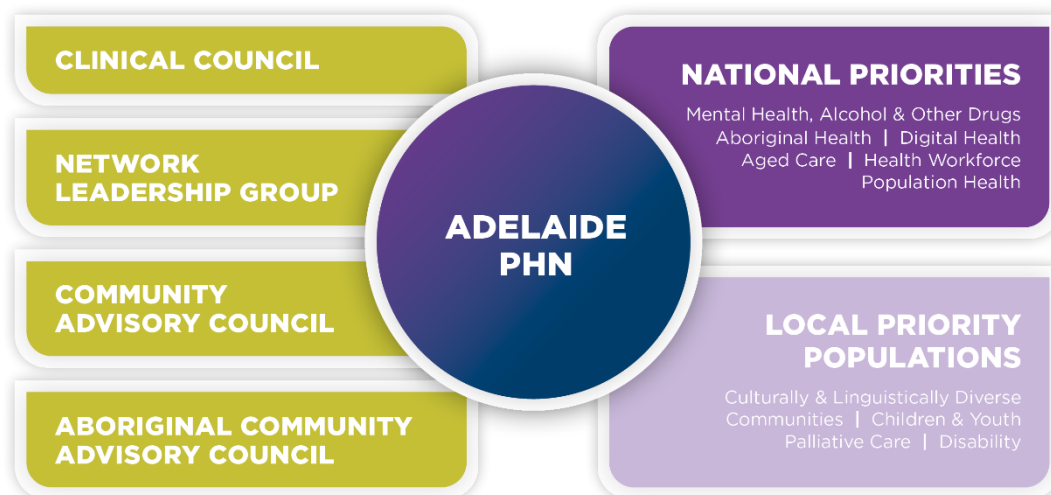 CLINICAL COUNCIL
NETWORK
LEADERSHIP GROUP
COMMUNITY
ADVISORY COUNCIL
ABORIGINAL COMMUNITY
ADVISORY COUNCIL
ADELAIDE
PHN
NATIONAL PRIORITIES
Mental Health, Alcohol & Other Drugs
Aboriginal Health | Digital Health
Aged Care | Health Workforce
Population Health
LOCAL PRIORITY
POPULATIONS
Culturally & Linguistically Diverse
Communities | Children & Youth
Palliative Care | Disability